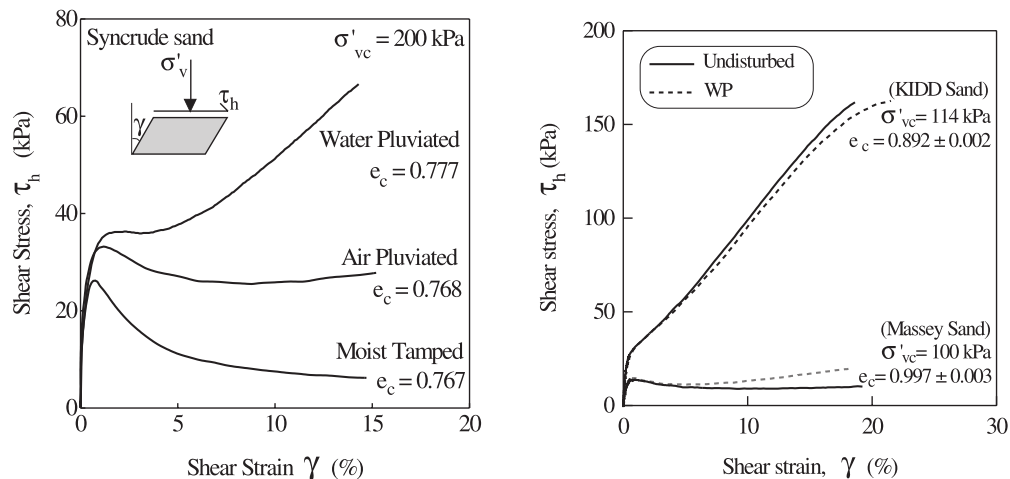 80
60
40
20
0
Shear Stress, τh (kPa)
Syncrude sand
σ'v
τh
γ
σ'vc = 200 kPa
Water Pluviated
ec = 0.777
Air Pluviated
ec = 0.768
Moist Tamped
ec = 0.767
0 5 10 15 20
Shear Strain γ (%)
200
150
100
50
0
Shear stress, τh (kPa)
Undisturbed
WP
(KIDD Sand)
σ'vc= 114 kPa
ec = 0.892 ± 0.002
(Massey Sand)
σ'vc= 100 kPa
ec= 0.997 ± 0.003
0 10 20 30
Shear strain, γ (%)